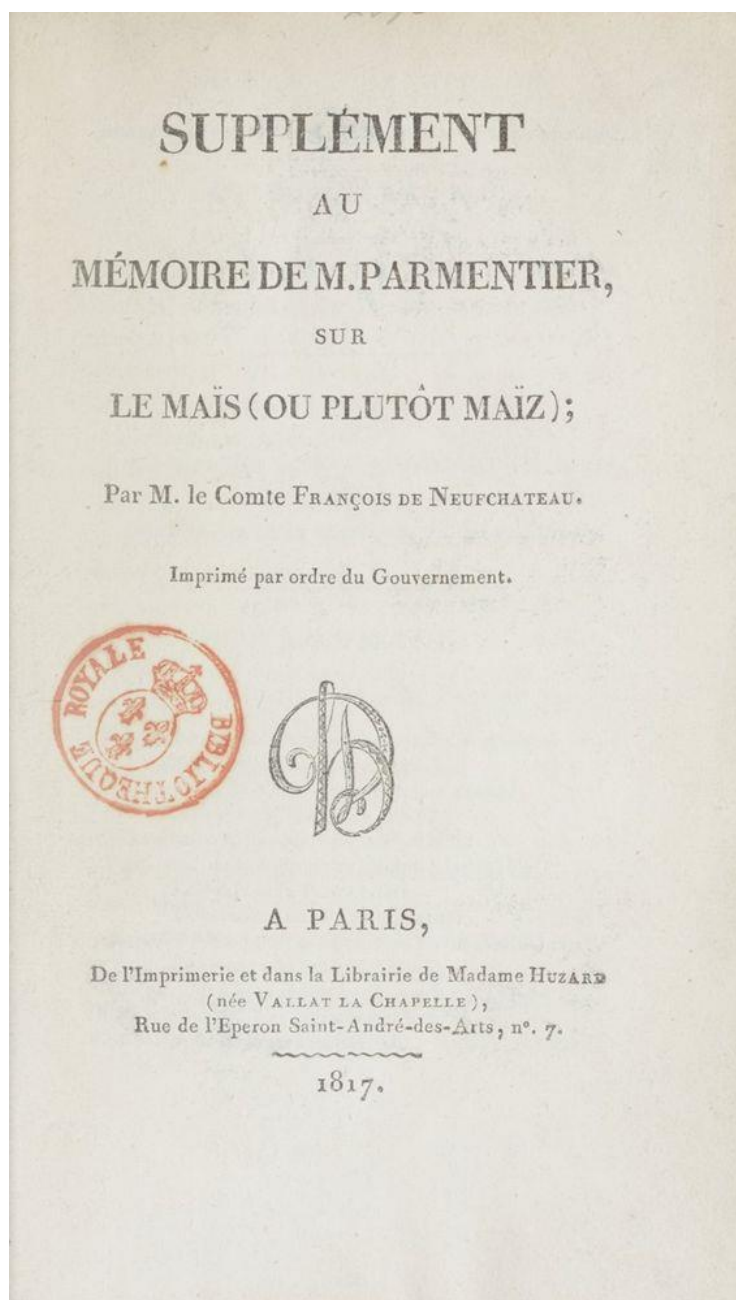 SUPPLÉMENT
AU
MÉMOIRE DE M. PARMENTIER,
SUR
LE MAÏS (OU PLUTÔT MAÏZ);
Par M. le Comte FRANÇOIS DE NEUFCHATEAU.
Imprimé par ordre du Gouvernement.
BIBLIOTHÈQUE ROYALE
A PARIS,
De l'Imprimerie et dans la Librairie de Madame HUZARD
(née VALLAT LA CHAPELLE),
Rue de l'Eperon Saint-André-des-Arts, n°. 7.
1817.